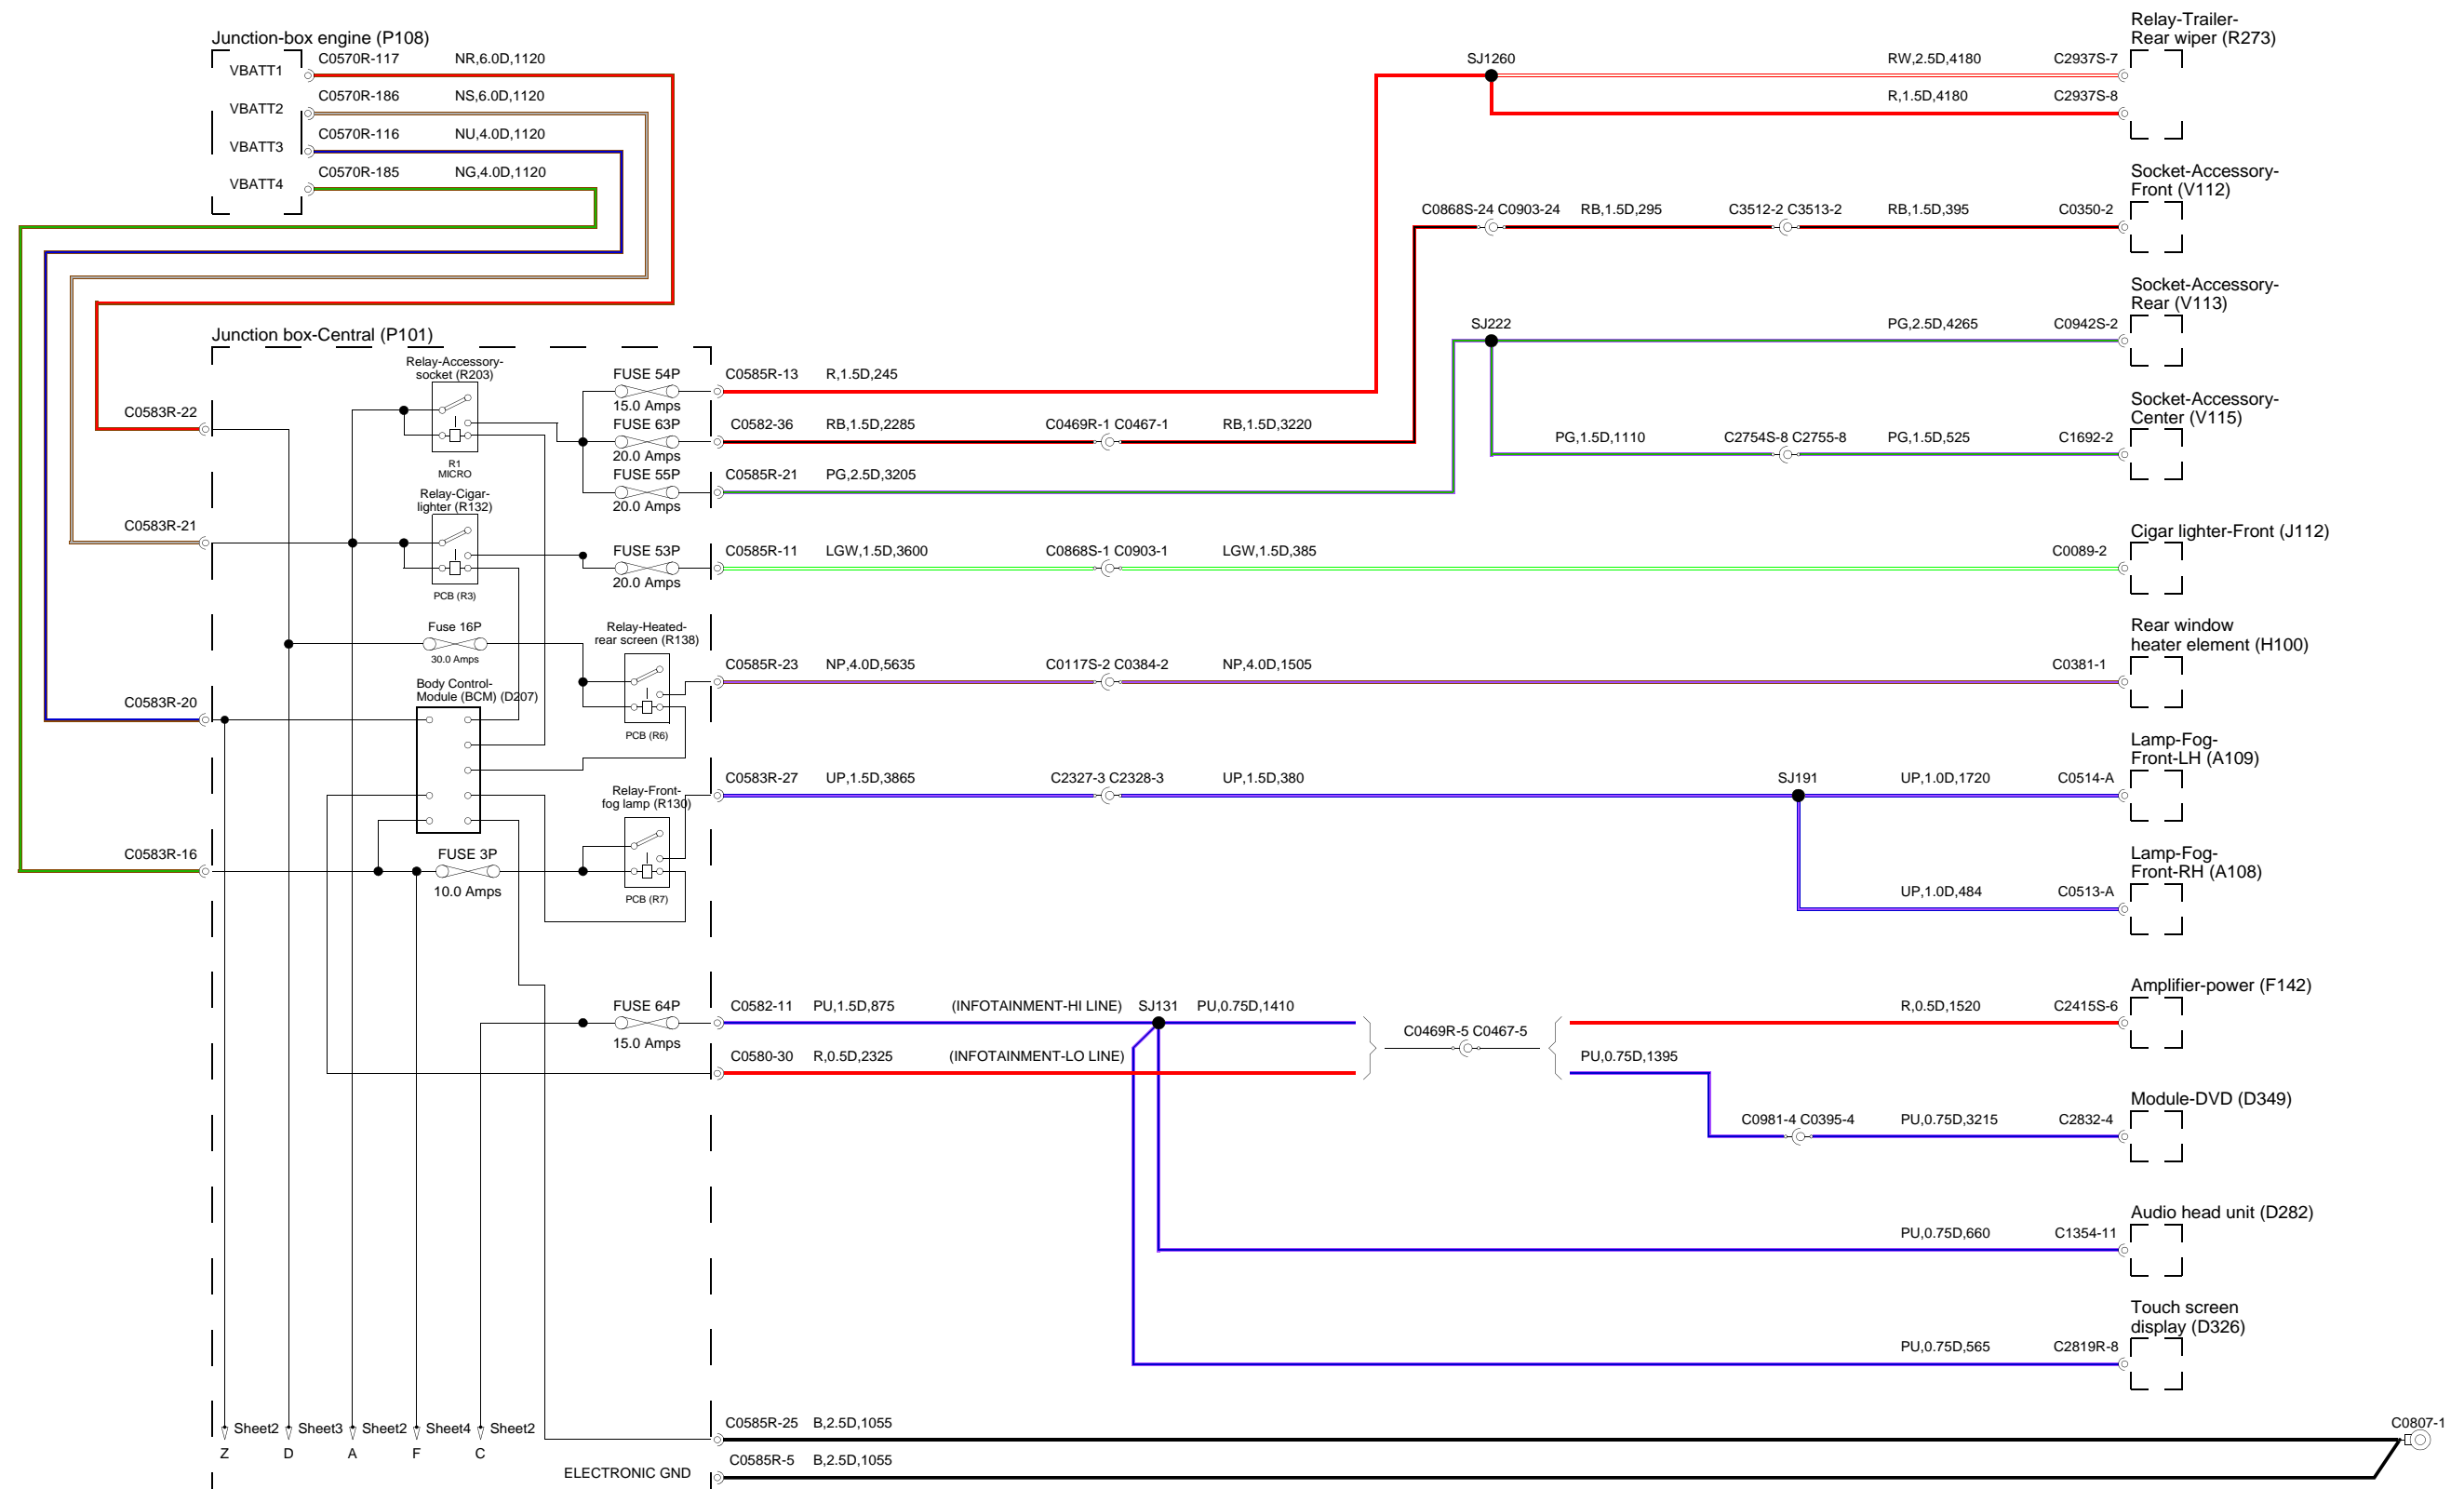 Junction-box engine (P108)
VBATT1
C0570R-117
NR,6.0D,1120
VBATT2
C0570R-186
NS,6.0D,1120
VBATT3
C0570R-116
NU,4.0D,1120
VBATT4
C0570R-185
NG,4.0D,1120
SJ1260
RW,2.5D,4180
C2937S-7
Relay-Trailer-
Rear wiper (R273)
R,1.5D,4180
C2937S-8
Socket-Accessory-
Front (V112)
C0868S-24 C0903-24
RB,1.5D,295
C3512-2 C3513-2
RB,1.5D,395
C0350-2
Socket-Accessory-
Rear (V113)
SJ222
PG,2.5D,4265
C0942S-2
Socket-Accessory-
Center (V115)
PG,1.5D,1110
C2754S-8 C2755-8
PG,1.5D,525
C1692-2
Junction box-Central (P101)
Relay-Accessory-
socket (R203)
R1
MICRO
FUSE 54P
15.0 Amps
C0585R-13
R,1.5D,245
FUSE 63P
20.0 Amps
C0582-36
RB,1.5D,2285
C0469R-1 C0467-1
RB,1.5D,3220
FUSE 55P
20.0 Amps
C0585R-21
PG,2.5D,3205
C0583R-22
C0583R-21
Relay-Cigar-
lighter (R132)
PCB (R3)
FUSE 53P
20.0 Amps
C0585R-11
LGW,1.5D,3600
C0868S-1 C0903-1
LGW,1.5D,385
C0089-2
Cigar lighter-Front (J112)
Fuse 16P
30.0 Amps
Relay-Heated-
rear screen (R138)
PCB (R6)
C0585R-23
NP,4.0D,5635
C0117S-2 C0384-2
NP,4.0D,1505
C0381-1
Rear window
heater element (H100)
C0583R-20
Body Control-
Module (BCM) (D207)
C0583R-27
UP,1.5D,3865
C2327-3 C2328-3
UP,1.5D,380
SJ191
UP,1.0D,1720
C0514-A
Lamp-Fog-
Front-LH (A109)
Relay-Front-
fog lamp (R130)
PCB (R7)
C0583R-16
FUSE 3P
10.0 Amps
UP,1.0D,484
C0513-A
Lamp-Fog-
Front-RH (A108)
FUSE 64P
15.0 Amps
C0582-11
PU,1.5D,875
(INFOTAINMENT-HI LINE)
SJ131
PU,0.75D,1410
C0469R-5 C0467-5
R,0.5D,1520
C2415S-6
Amplifier-power (F142)
C0580-30
R,0.5D,2325
(INFOTAINMENT-LO LINE)
PU,0.75D,1395
C0981-4 C0395-4
PU,0.75D,3215
C2832-4
Module-DVD (D349)
PU,0.75D,660
C1354-11
Audio head unit (D282)
PU,0.75D,565
C2819R-8
Touch screen
display (D326)
Sheet2
Sheet3
Sheet2
Sheet4
Sheet2
Z
D
A
F
C
C0585R-25
B,2.5D,1055
C0807-1
ELECTRONIC GND
C0585R-5
B,2.5D,1055